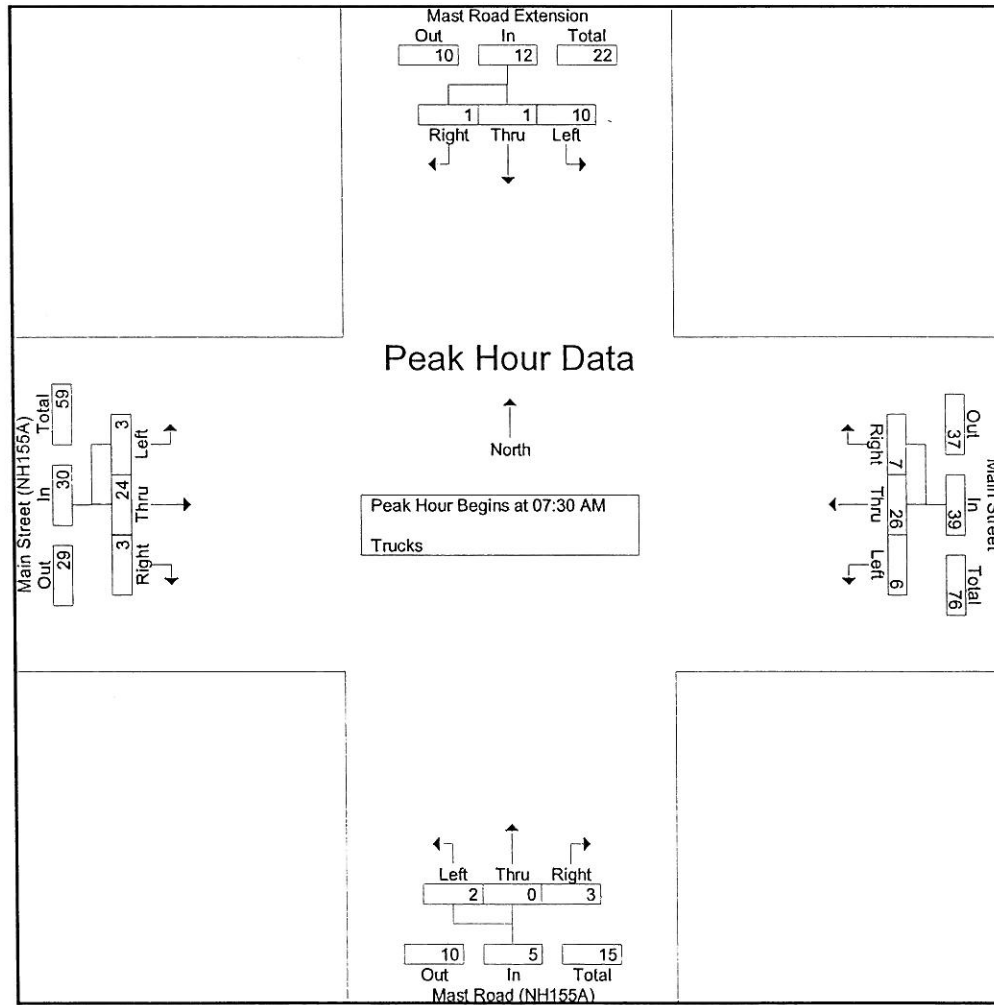 Mast Road Extension
Out In Total
10 12 22
1 1 10
Right Thru Left
Peak Hour Data
North
Peak Hour Begins at 07:30 AM
Trucks
Main Street (NH155A)
Out In Total
29 30 59
3 24 3
Right Thru Left
Right Thru Left
7 26 6
Out In Total
37 39 76
Main Street
Left Thru Right
2 0 3
10 5 15
Out In Total
Mast Road (NH155A)